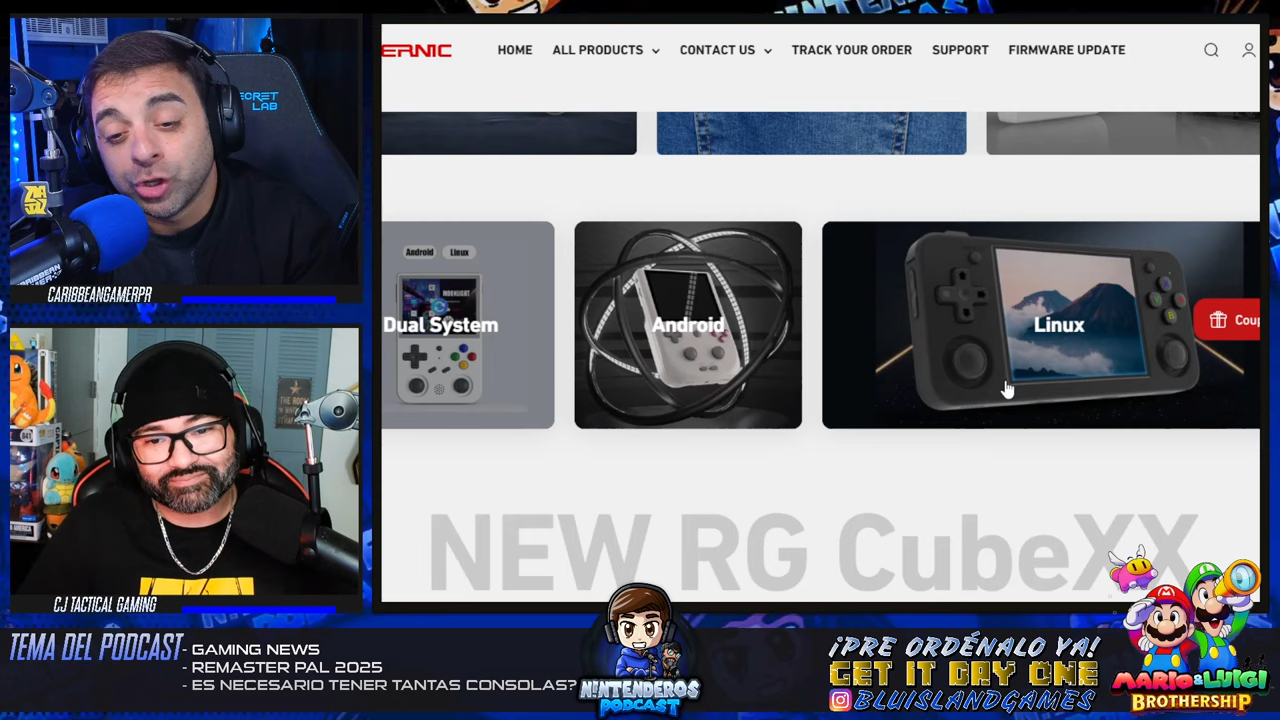 ERNIC
HOME
ALL PRODUCTS
CONTACT US
TRACK YOUR ORDER
SUPPORT
FIRMWARE UPDATE
SECRET
LAB
CARIBBEANGAMERPR
Android
Linux
Dual System
Android
Linux
Coup
NEW RG CubeXX
CJ TACTICAL GAMING
TEMA DEL PODCAST
- GAMING NEWS
- REMASTER PAL 2025
- ES NECESARIO TENER TANTAS CONSOLAS?
NINTENDEROS
PODCAST
¡PRE ORDÉNALO YA!
GET IT DAY ONE
BLUISLANDGAMES
MARIO & LUIGI
BROTHERSHIP